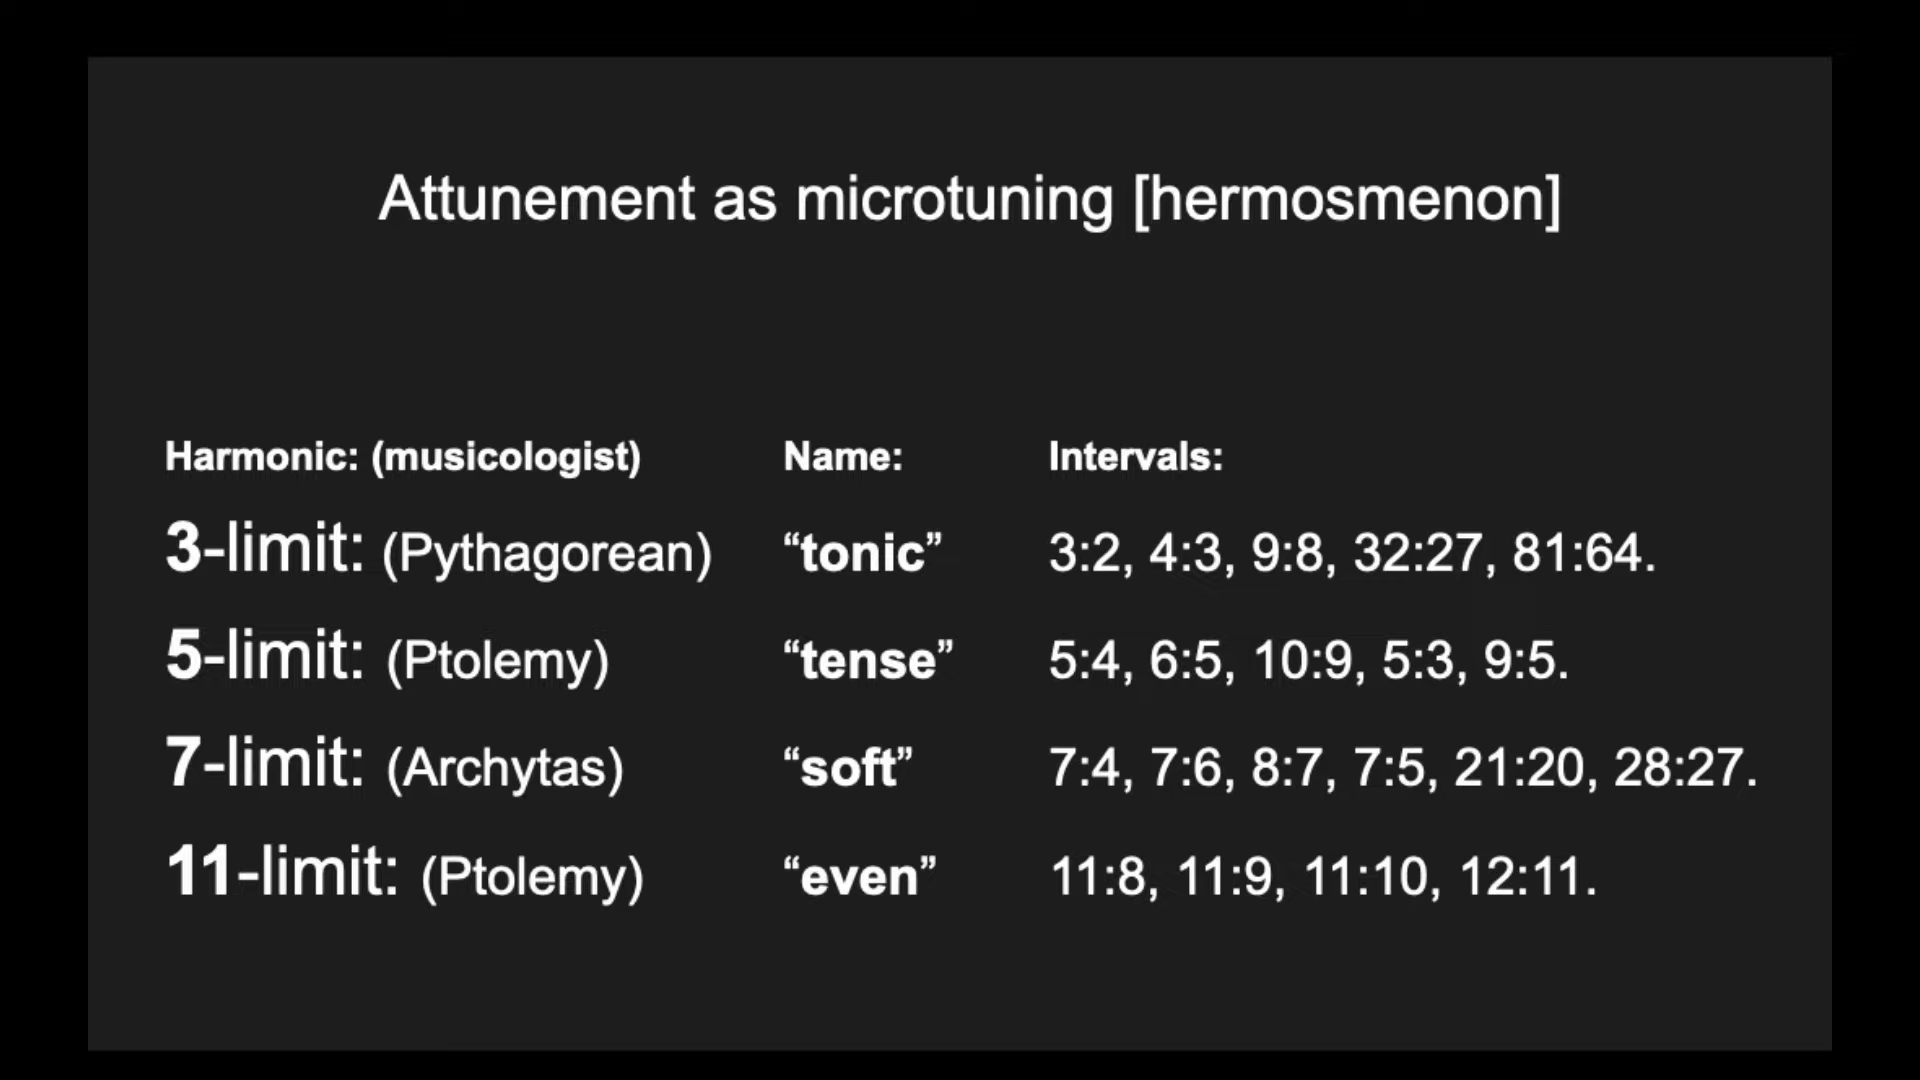 Attunement as microtuning [hermosmenon]
Harmonic: (musicologist) Name: Intervals:
3-limit: (Pythagorean) “tonic” 3:2, 4:3, 9:8, 32:27, 81:64.
5-limit: (Ptolemy) “tense” 5:4, 6:5, 10:9, 5:3, 9:5.
7-limit: (Archytas) “soft” 7:4, 7:6, 8:7, 7:5, 21:20, 28:27.
11-limit: (Ptolemy) “even” 11:8, 11:9, 11:10, 12:11.